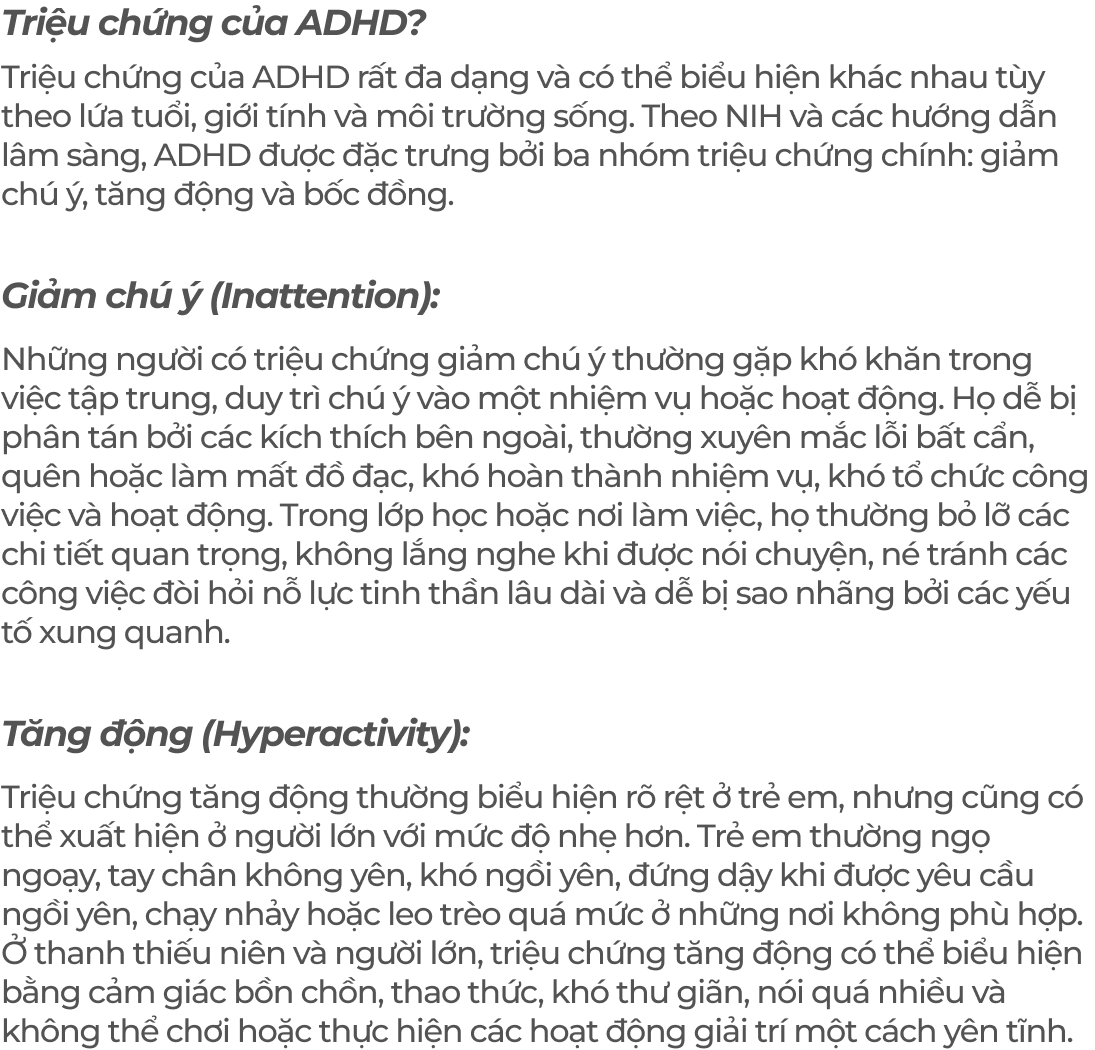 Triệu chứng của ADHD?
Triệu chứng của ADHD rất đa dạng và có thể biểu hiện khác nhau tùy
theo lứa tuổi, giới tính và môi trường sống. Theo NIH và các hướng dẫn
lâm sàng, ADHD được đặc trưng bởi ba nhóm triệu chứng chính: giảm
chú ý, tăng động và bốc đồng.
Giảm chú ý (Inattention):
Những người có triệu chứng giảm chú ý thường gặp khó khăn trong
việc tập trung, duy trì chú ý vào một nhiệm vụ hoặc hoạt động. Họ dễ bị
phân tán bởi các kích thích bên ngoài, thường xuyên mắc lỗi bất cẩn,
quên hoặc làm mất đồ đạc, khó hoàn thành nhiệm vụ, khó tổ chức công
việc và hoạt động. Trong lớp học hoặc nơi làm việc, họ thường bỏ lỡ các
chi tiết quan trọng, không lắng nghe khi được nói chuyện, né tránh các
công việc đòi hỏi nỗ lực tinh thần lâu dài và dễ bị sao nhãng bởi các yếu
tố xung quanh.
Tăng động (Hyperactivity):
Triệu chứng tăng động thường biểu hiện rõ rệt ở trẻ em, nhưng cũng có
thể xuất hiện ở người lớn với mức độ nhẹ hơn. Trẻ em thường ngọ
ngoạy, tay chân không yên, khó ngồi yên, đứng dậy khi được yêu cầu
ngồi yên, chạy nhảy hoặc leo trèo quá mức ở những nơi không phù hợp.
Ở thanh thiếu niên và người lớn, triệu chứng tăng động có thể biểu hiện
bằng cảm giác bồn chồn, thao thức, khó thư giãn, nói quá nhiều và
không thể chơi hoặc thực hiện các hoạt động giải trí một cách yên tĩnh.